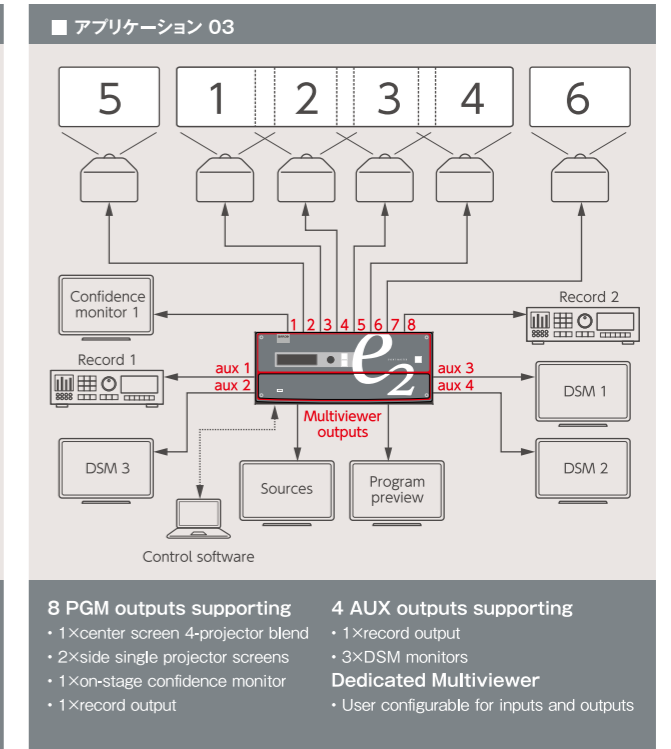 ■ アプリケーション 03
5 1 2 3 4 6
Confidence
monitor 1
1 2 3 4 5 6 7 8
Record 2
Record 1
e2
aux 1
aux 2
aux 3
aux 4
DSM 1
Multiviewer
outputs
DSM 3
Sources
Program
preview
DSM 2
Control software
8 PGM outputs supporting
・1×center screen 4-projector blend
・2×side single projector screens
・1×on-stage confidence monitor
・1×record output
4 AUX outputs supporting
・1×record output
・3×DSM monitors
Dedicated Multiviewer
・User configurable for inputs and outputs